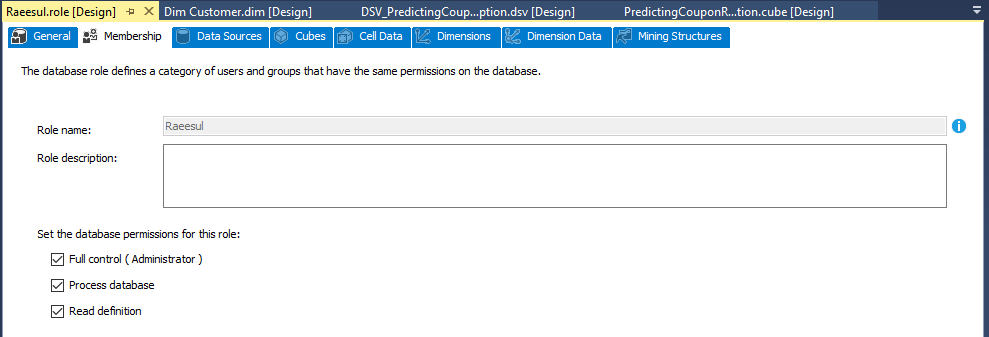 Raeesul.role [Design] Dim Customer.dim [Design] DSV_PredictingCoup...ption.dsv [Design] PredictingCouponR...tion.cube [Design]
General Membership Data Sources Cubes Cell Data Dimensions Dimension Data Mining Structures
The database role defines a category of users and groups that have the same permissions on the database.
Role name: Raeesul
Role description:
Set the database permissions for this role:
Full control ( Administrator )
Process database
Read definition